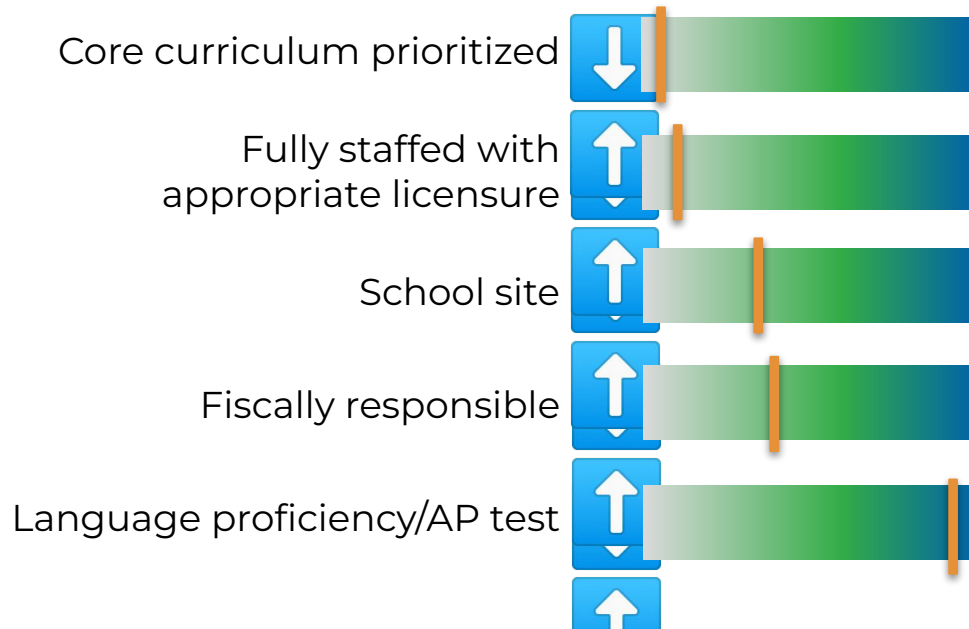 Core curriculum prioritized
Fully staffed with
appropriate licensure
School site
Fiscally responsible
Language proficiency/AP test